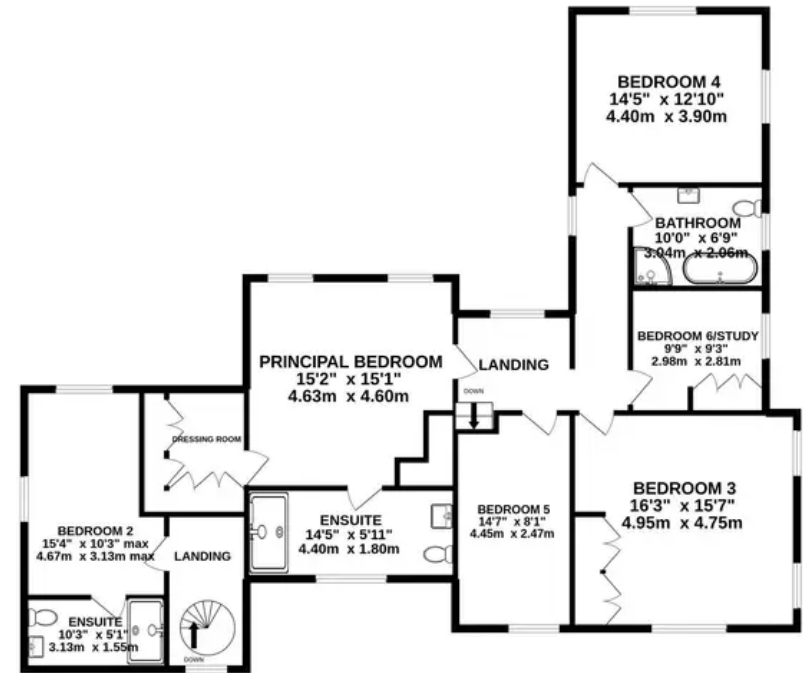 BEDROOM 4
14'5" x 12'10"
4.40m x 3.90m
BATHROOM
10'0" x 6'9"
3.04m x 2.06m
BEDROOM 6/STUDY
9'9" x 9'3"
2.98m x 2.81m
PRINCIPAL BEDROOM
15'2" x 15'1"
4.63m x 4.60m
LANDING
DOWN
DRESSING ROOM
BEDROOM 3
16'3" x 15'7"
4.95m x 4.75m
BEDROOM 5
14'7" x 8'1"
4.45m x 2.47m
ENSUITE
14'5" x 5'11"
4.40m x 1.80m
BEDROOM 2
15'4" x 10'3" max
4.67m x 3.13m max
LANDING
ENSUITE
10'3" x 5'1"
3.13m x 1.55m
DOWN